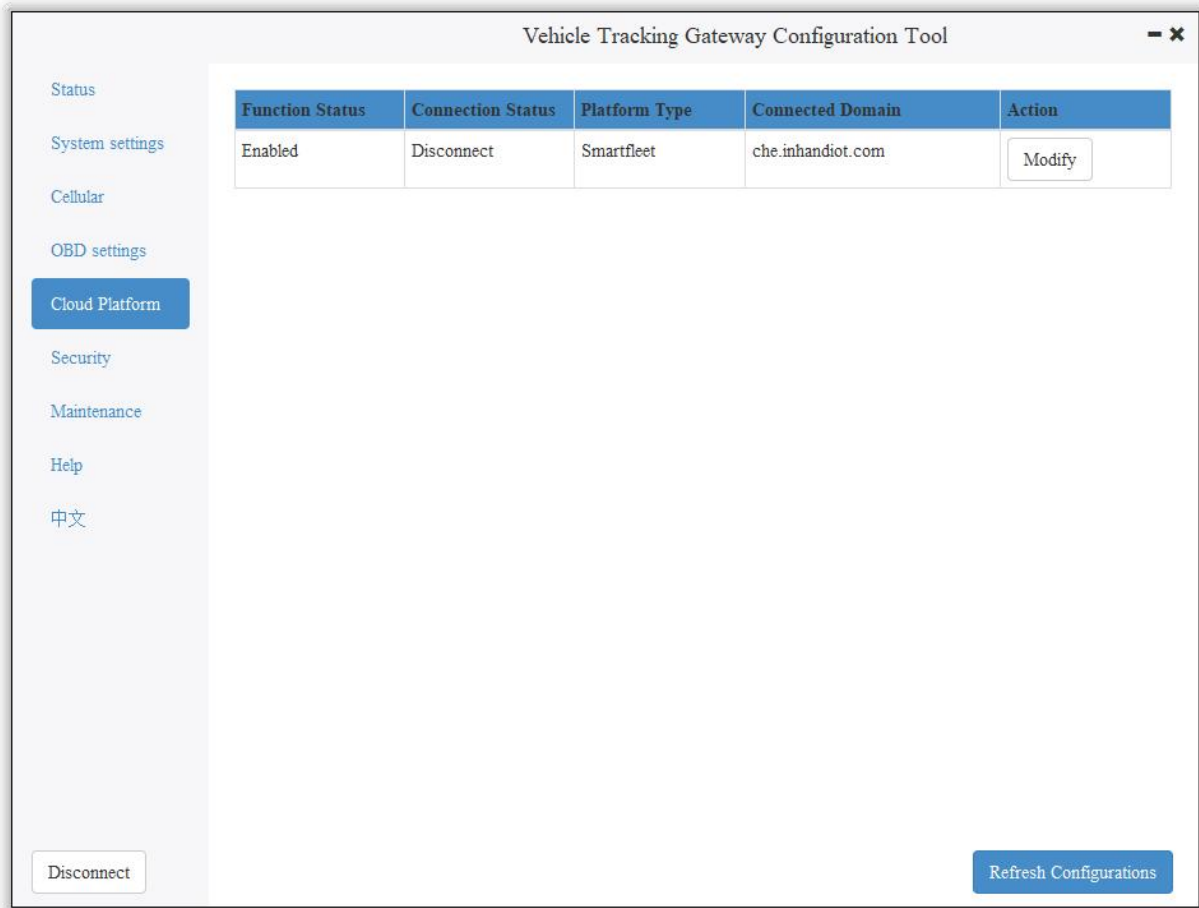 Vehicle Tracking Gateway Configuration Tool
Status
System settings
Cellular
OBD settings
Cloud Platform
Security
Maintenance
Help
中文
Function Status Connection Status Platform Type Connected Domain Action
Enabled Disconnect Smartfleet che.inhandiot.com Modify
Disconnect
Refresh Configurations